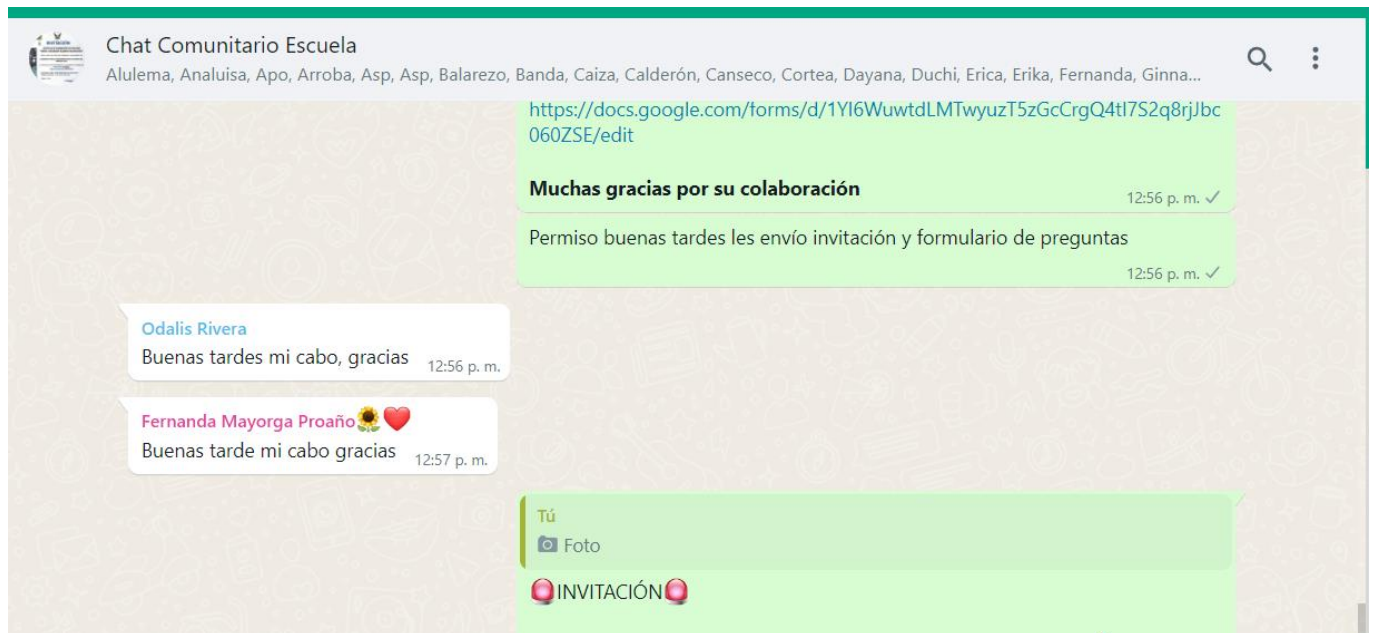 Chat Comunitario Escuela
Alulema, Analuisa, Apo, Arroba, Asp, Asp, Balarezo, Banda, Caiza, Calderón, Canseco, Cortea, Dayana, Duchi, Erica, Erika, Fernanda, Ginna...
https://docs.google.com/forms/d/1YI6WuwtdLMTwyuzT5zGcCrgQ4tI7S2q8rjJbc
060ZSE/edit
Muchas gracias por su colaboración
12:56 p. m.
Permiso buenas tardes les envío invitación y formulario de preguntas
12:56 p. m.
Odalis Rivera
Buenas tardes mi cabo, gracias 12:56 p. m.
Fernanda Mayorga Proaño🌻❤️
Buenas tarde mi cabo gracias 12:57 p. m.
Tú
Foto
🚨INVITACIÓN🚨